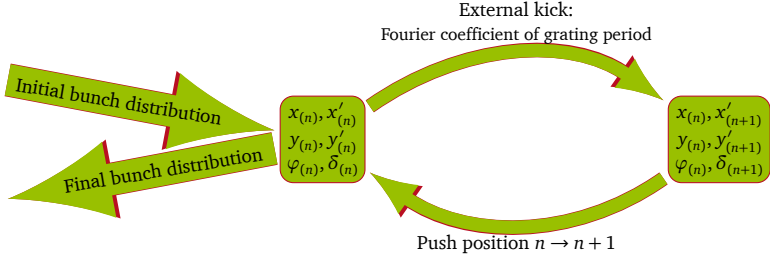 External kick:
Fourier coefficient of grating period
Initial bunch distribution
Final bunch distribution
x₍ₙ₎, x′₍ₙ₎
y₍ₙ₎, y′₍ₙ₎
φ₍ₙ₎, δ₍ₙ₎
x₍ₙ₎, x′₍ₙ₊₁₎
y₍ₙ₎, y′₍ₙ₊₁₎
φ₍ₙ₎, δ₍ₙ₊₁₎
Push position n → n + 1